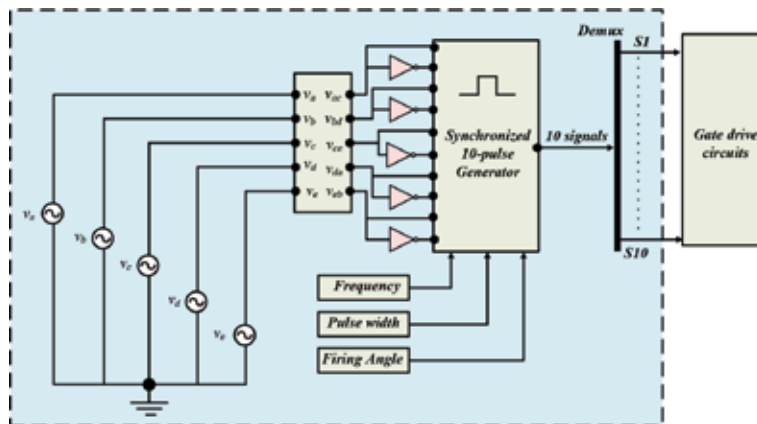 Demux
S1
v_a v_ac
v_b v_bd
v_c v_ce
v_d v_da
v_e v_eb
Synchronized
10-pulse
Generator
10 signals
Gate drive
circuits
v_a
v_b
v_c
v_d
v_e
S10
Frequency
Pulse width
Firing Angle